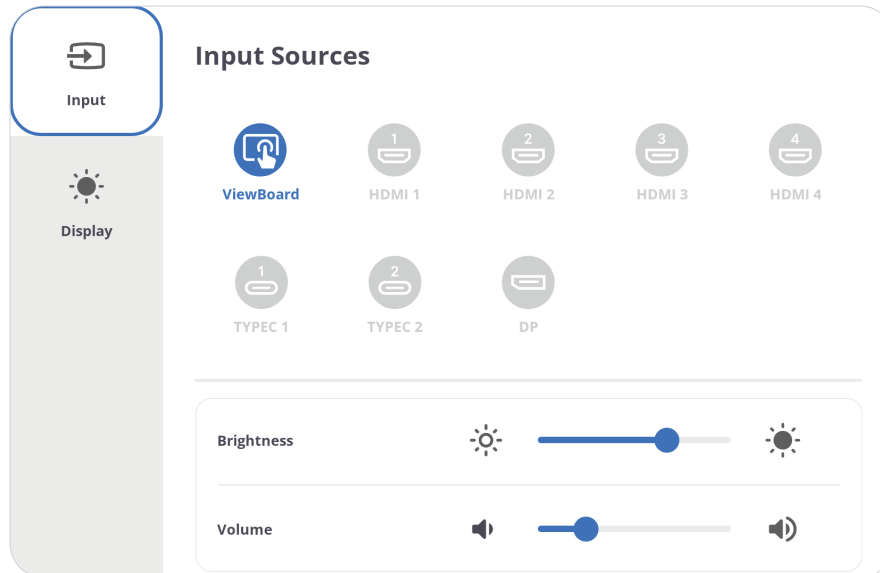 Input
Display
Input Sources
ViewBoard
1
HDMI 1
2
HDMI 2
3
HDMI 3
4
HDMI 4
1
TYPEC 1
2
TYPEC 2
DP
Brightness
Volume